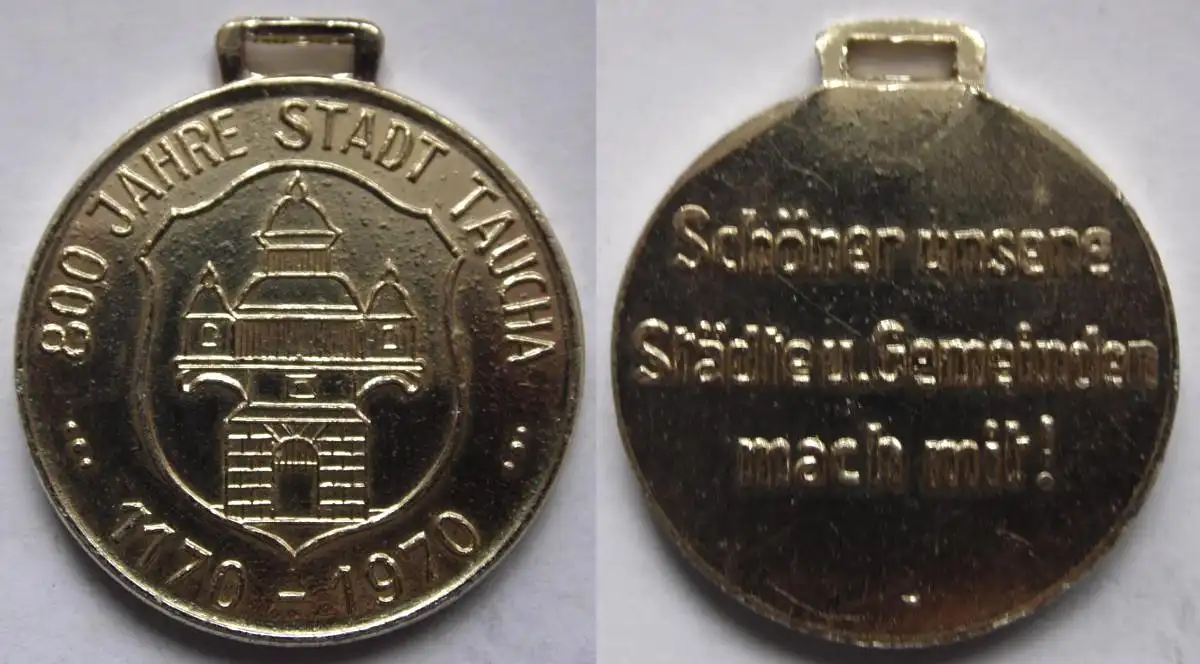 800 JAHRE STADT TAUCHA
1170 - 1970
Schöner unsere
Städte u. Gemeinden
mach mit!